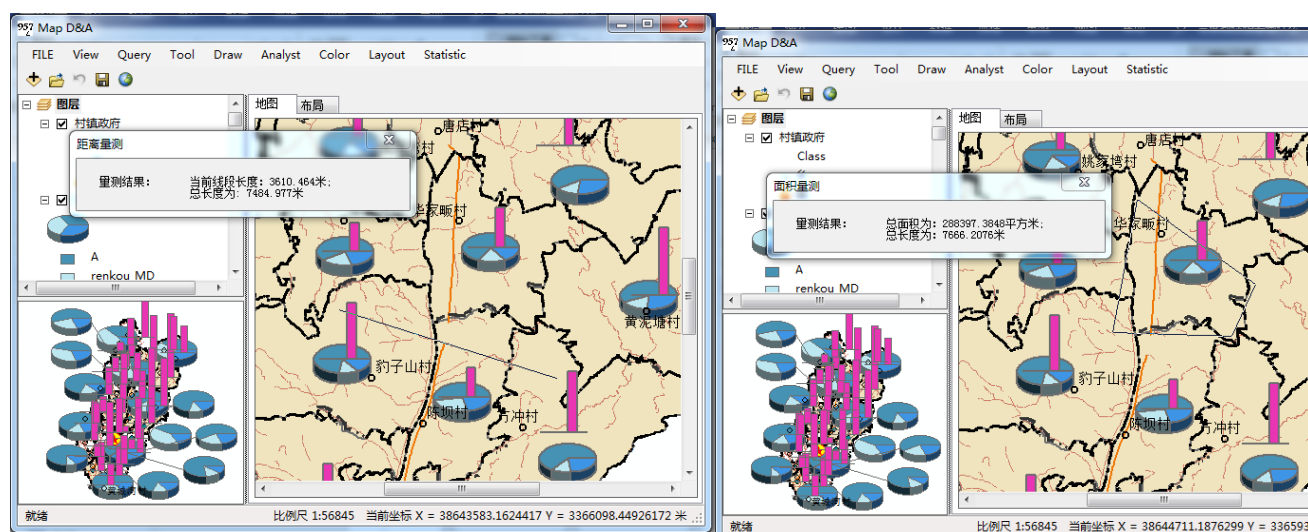 Map D&A
FILE View Query Tool Draw Analyst Color Layout Statistic
图层
村镇政府
地图 布局
距离量测
量测结果: 当前线段长度: 3610.464米;
总长度为: 7484.977米
A
renkou_MD
唐店村
华家畈村
黄泥塘村
豹子山村
陈坝村
方冲村
就绪 比例尺 1:56845 当前坐标 X = 38643583.1624417 Y = 3366098.44926172 米
Map D&A
FILE View Query Tool Draw Analyst Color Layout Statistic
图层
村镇政府
Class
地图 布局
面积量测
量测结果: 总面积为: 288397.3848平方米;
总长度为: 7666.2076米
A
renkou_MD
唐店村
姚家塆村
华家畈村
豹子山村
陈坝村
方冲村
就绪 比例尺 1:56845 当前坐标 X = 38644711.1876299 Y = 336593